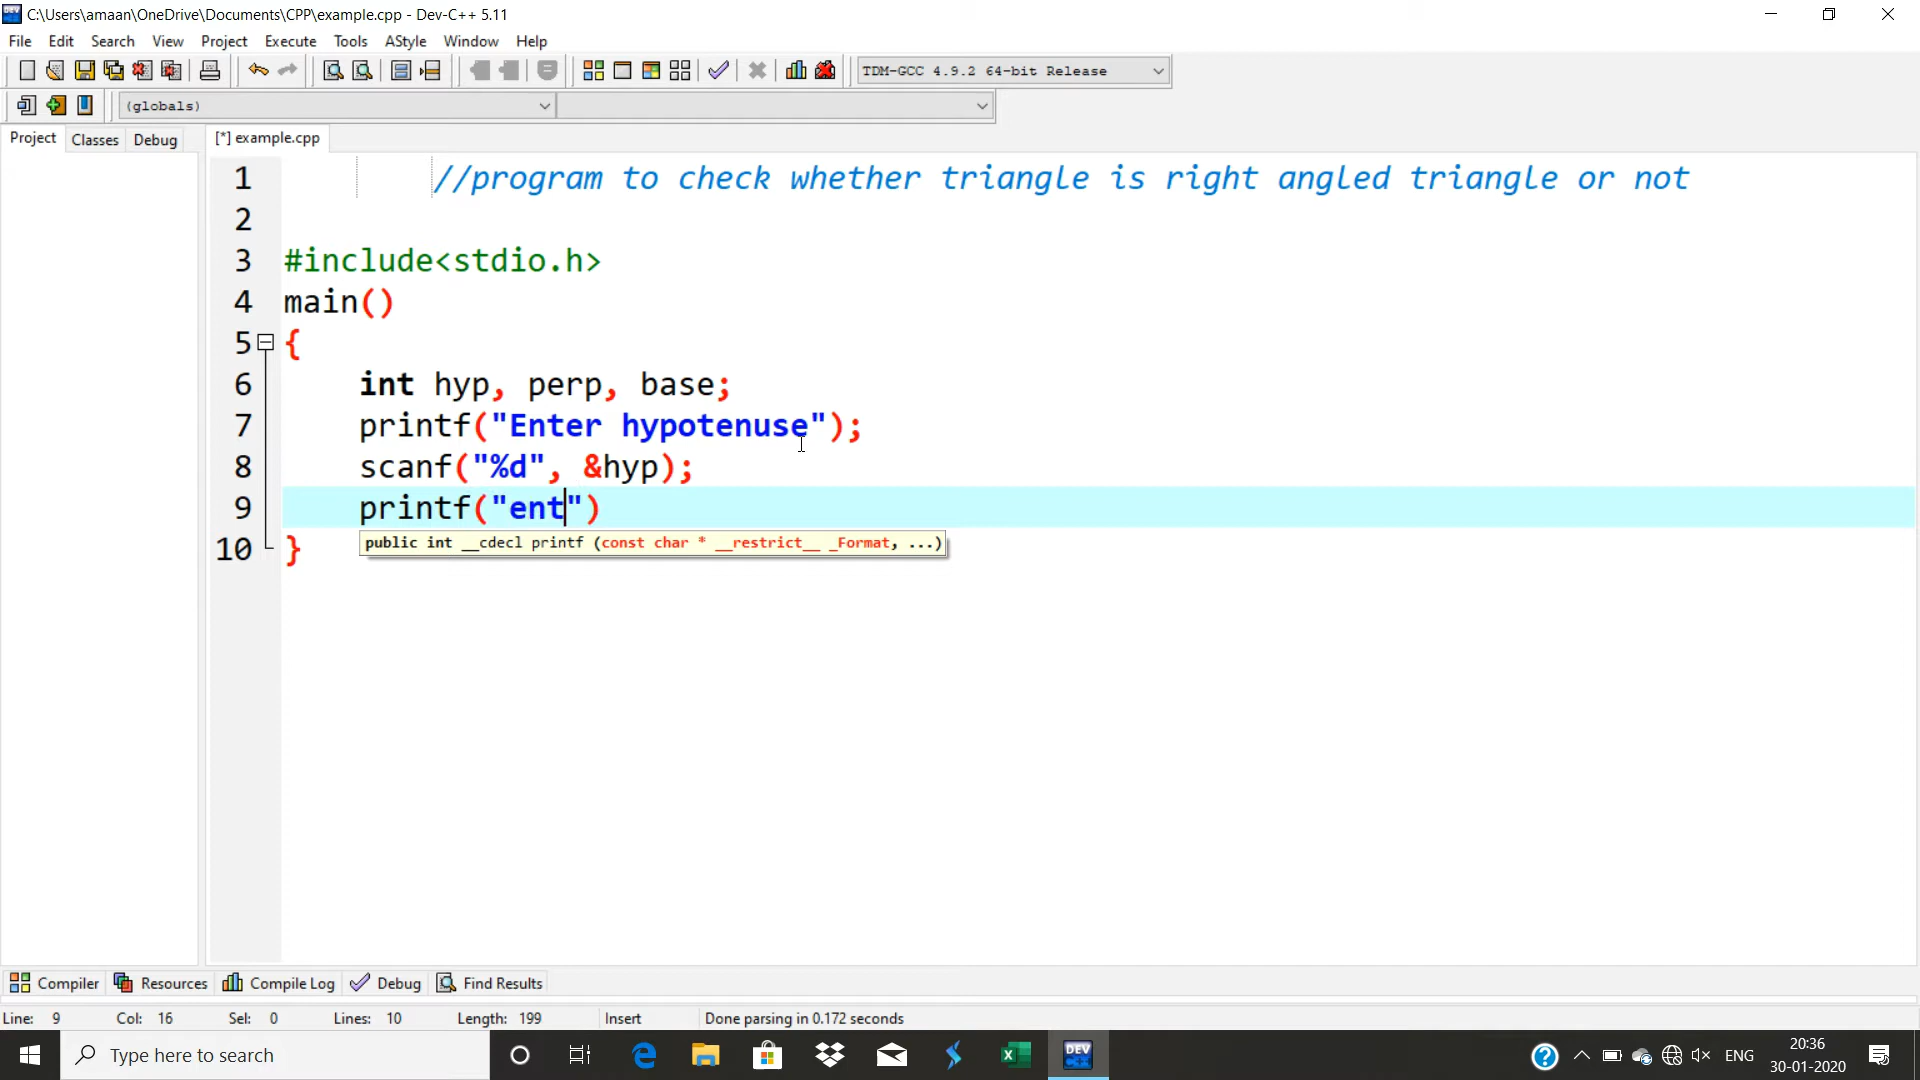 C:\Users\amaan\OneDrive\Documents\CPP\example.cpp - Dev-C++ 5.11
File Edit Search View Project Execute Tools AStyle Window Help
TDM-GCC 4.9.2 64-bit Release
(globals)
Project Classes Debug [*] example.cpp
1 //program to check whether triangle is right angled triangle or not
2
3 #include<stdio.h>
4 main()
5 {
6 int hyp, perp, base;
7 printf("Enter hypotenuse");
8 scanf("%d", &hyp);
9 printf("ent")
public int __cdecl printf (const char * __restrict__ _Format, ...)
10 }
Compiler Resources Compile Log Debug Find Results
Line: 9 Col: 16 Sel: 0 Lines: 10 Length: 199 Insert Done parsing in 0.172 seconds
Type here to search
DEV
ENG
20:36
30-01-2020